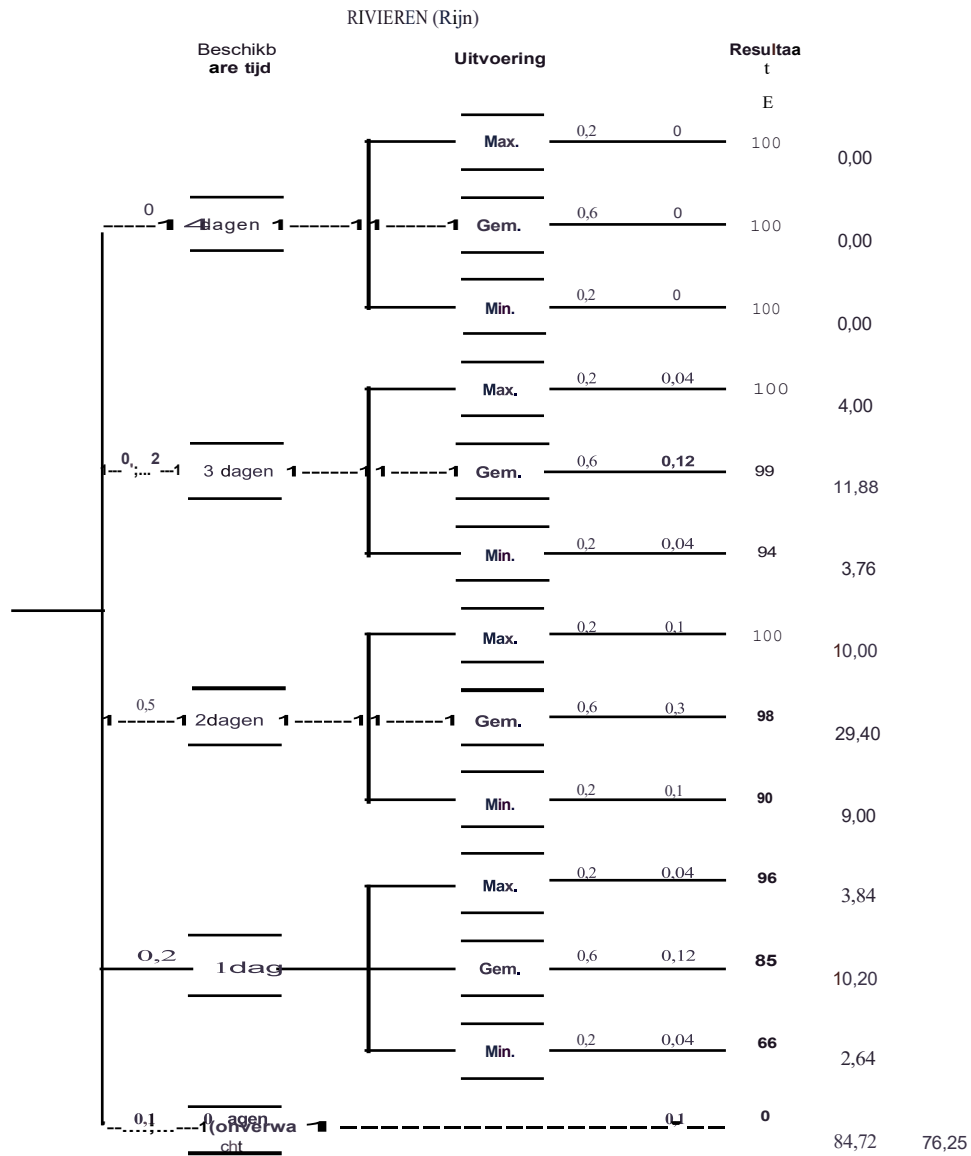 RIVIEREN (Rijn)
Beschikb
are tijd
Uitvoering
Resultaa
t
E
Max. 0,2 0 100
0,00
0 dagen Gem. 0,6 0 100
0,00
Min. 0,2 0 100
0,00
Max. 0,2 0,04 100
4,00
3 dagen Gem. 0,6 0,12 99
11,88
Min. 0,2 0,04 94
3,76
Max. 0,2 0,1 100
10,00
0,5 2dagen Gem. 0,6 0,3 98
29,40
Min. 0,2 0,1 90
9,00
Max. 0,2 0,04 96
3,84
0,2 1dag Gem. 0,6 0,12 85
10,20
Min. 0,2 0,04 66
2,64
0,1 0 agen 0,1 0
(onverwa
cht
84,72 76,25